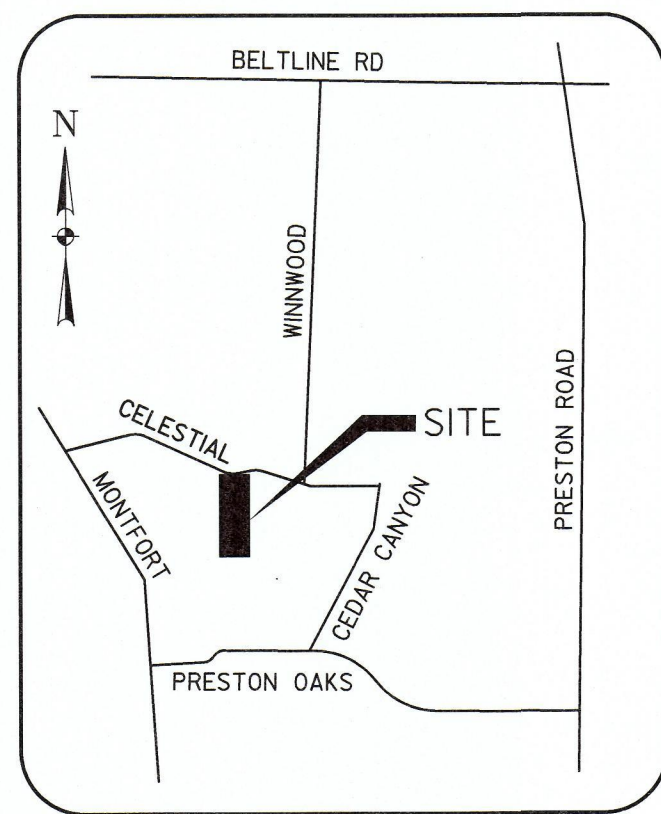 BELTLINE RD
N
WINNWOOD
CELESTIAL
SITE
PRESTON ROAD
MONTFORT
CEDAR CANYON
PRESTON OAKS